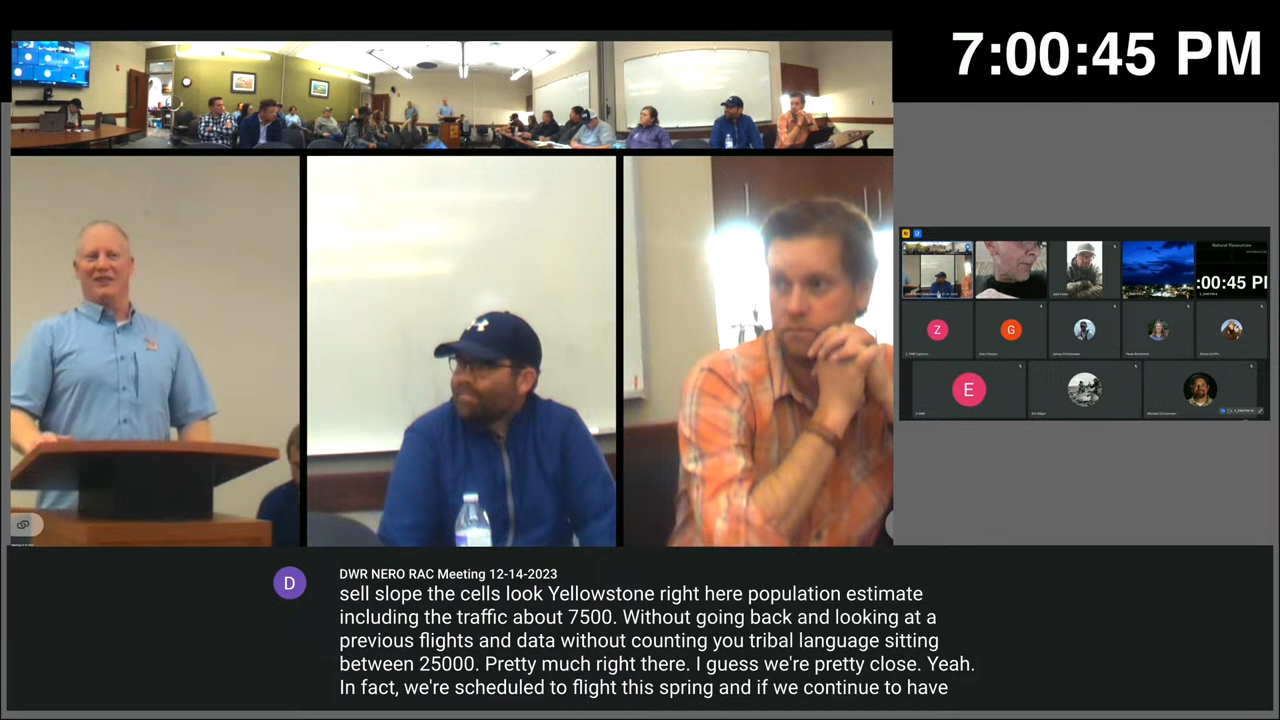 7:00:45 PM
Natural Resources
:00:45 PI
Z
G
E
D
DWR NERO RAC Meeting 12-14-2023
sell slope the cells look Yellowstone right here population estimate
including the traffic about 7500. Without going back and looking at a
previous flights and data without counting you tribal language sitting
between 25000. Pretty much right there. I guess we're pretty close. Yeah.
In fact, we're scheduled to flight this spring and if we continue to have